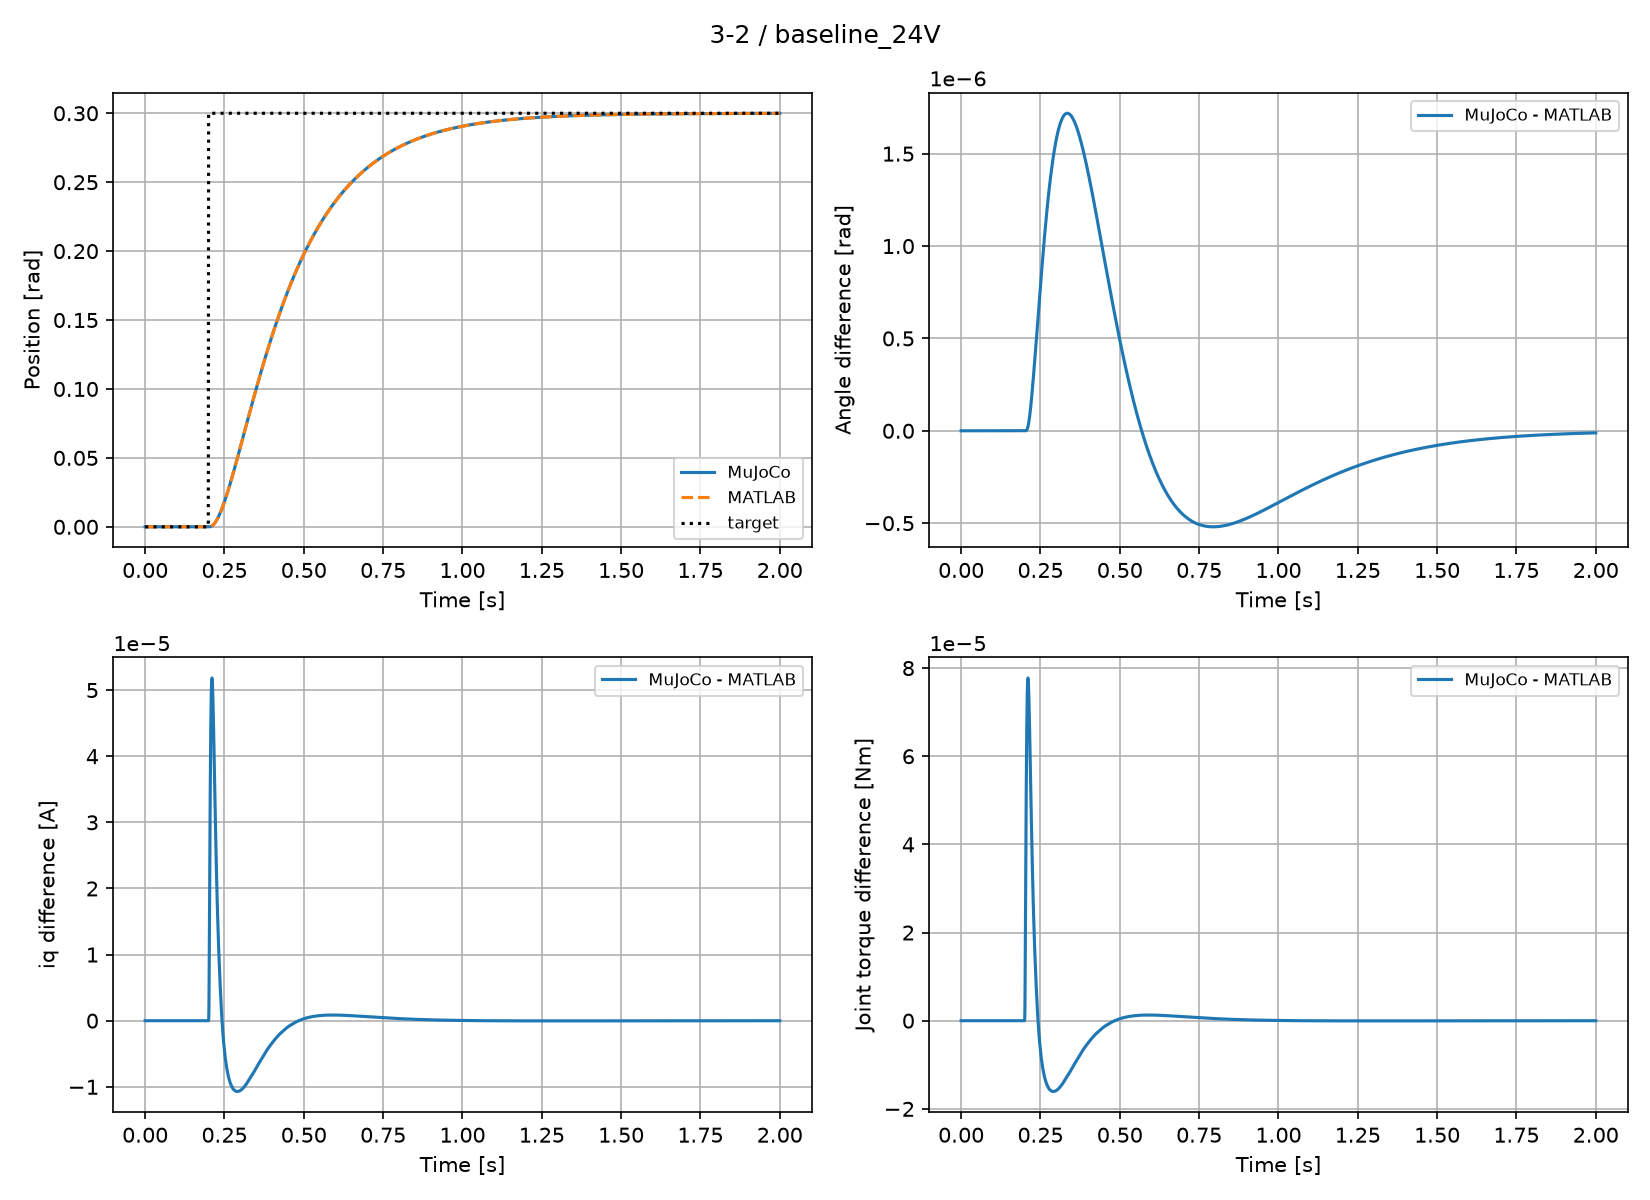 3-2 / baseline_24V
Position [rad]
0.30
0.25
0.20
0.15
0.10
0.05
0.00
MuJoCo
MATLAB
target
0.00 0.25 0.50 0.75 1.00 1.25 1.50 1.75 2.00
Time [s]
1e−6
Angle difference [rad]
1.5
1.0
0.5
0.0
−0.5
MuJoCo - MATLAB
0.00 0.25 0.50 0.75 1.00 1.25 1.50 1.75 2.00
Time [s]
1e−5
iq difference [A]
5
4
3
2
1
0
−1
MuJoCo - MATLAB
0.00 0.25 0.50 0.75 1.00 1.25 1.50 1.75 2.00
Time [s]
1e−5
Joint torque difference [Nm]
8
6
4
2
0
−2
MuJoCo - MATLAB
0.00 0.25 0.50 0.75 1.00 1.25 1.50 1.75 2.00
Time [s]